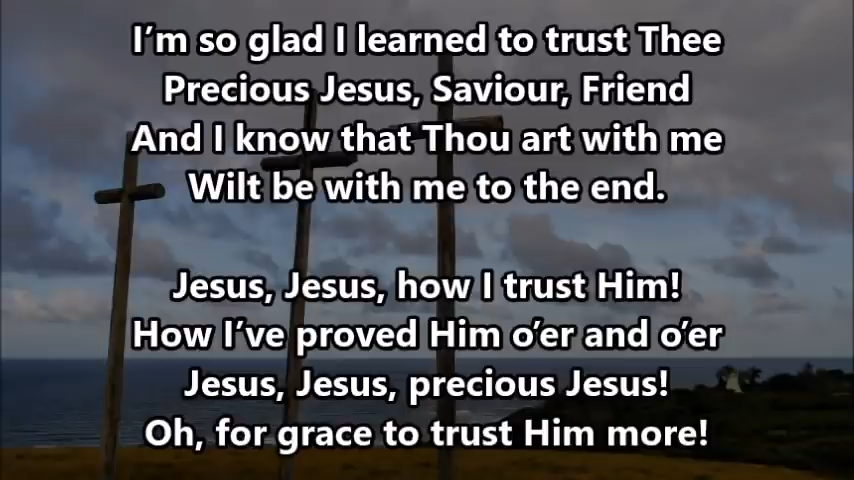 I’m so glad I learned to trust Thee
Precious Jesus, Saviour, Friend
And I know that Thou art with me
Wilt be with me to the end.
Jesus, Jesus, how I trust Him!
How I’ve proved Him o’er and o’er
Jesus, Jesus, precious Jesus!
Oh, for grace to trust Him more!